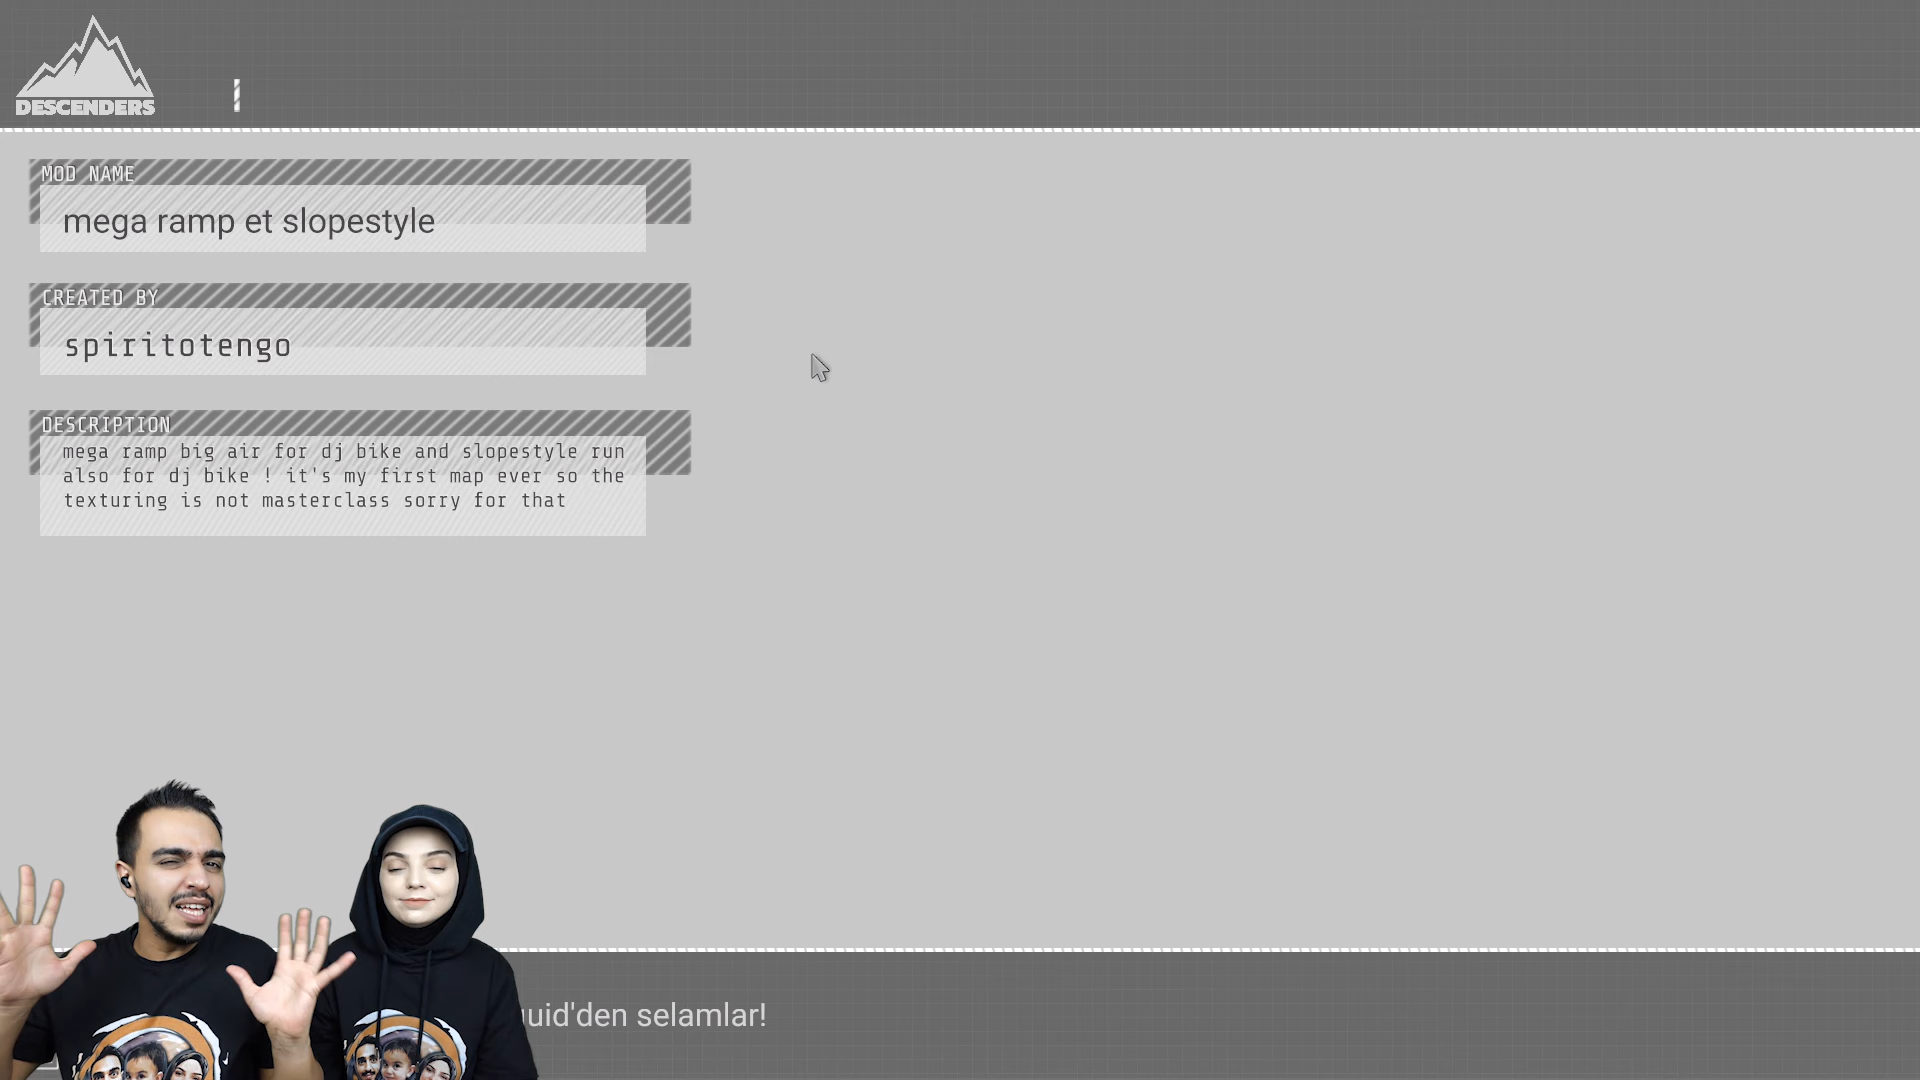 DESCENDERS
MOD NAME
mega ramp et slopestyle
CREATED BY
spiritotengo
DESCRIPTION
mega ramp big air for dj bike and slopestyle run
also for dj bike ! it's my first map ever so the
texturing is not masterclass sorry for that
selamlar!